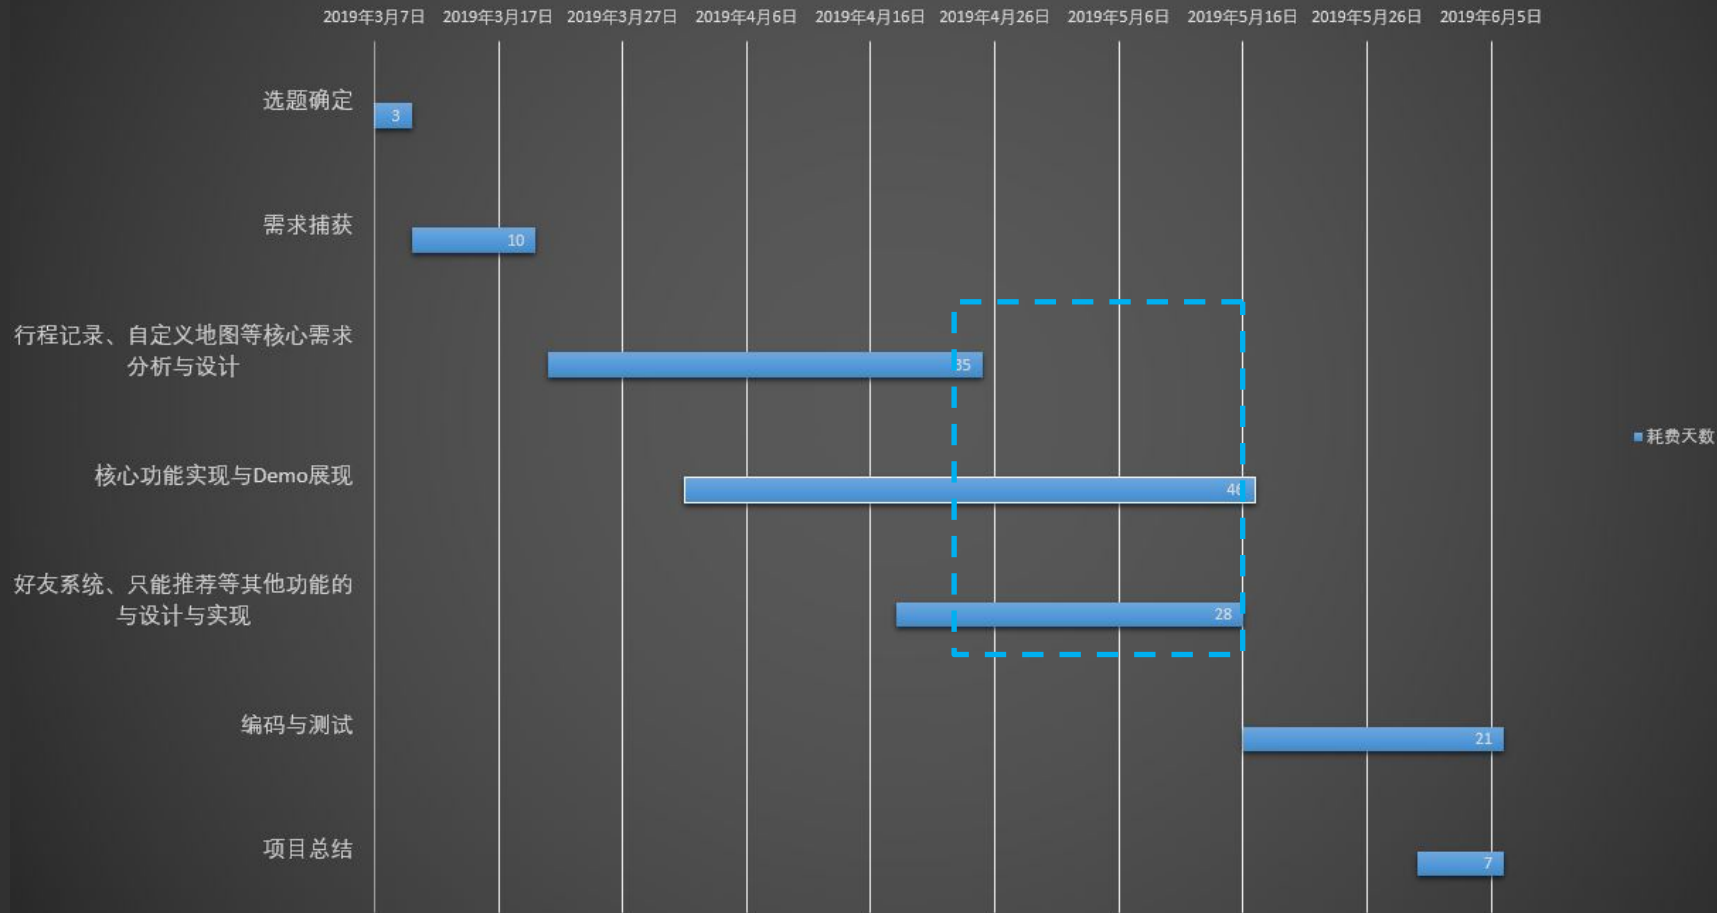 2019年3月7日 2019年3月17日 2019年3月27日 2019年4月6日 2019年4月16日 2019年4月26日 2019年5月6日 2019年5月16日 2019年5月26日 2019年6月5日
选题确定
3
需求捕获
10
行程记录、自定义地图等核心需求
分析与设计
35
核心功能实现与Demo展现
46
好友系统、只能推荐等其他功能的
与设计与实现
28
编码与测试
21
项目总结
7
耗费天数